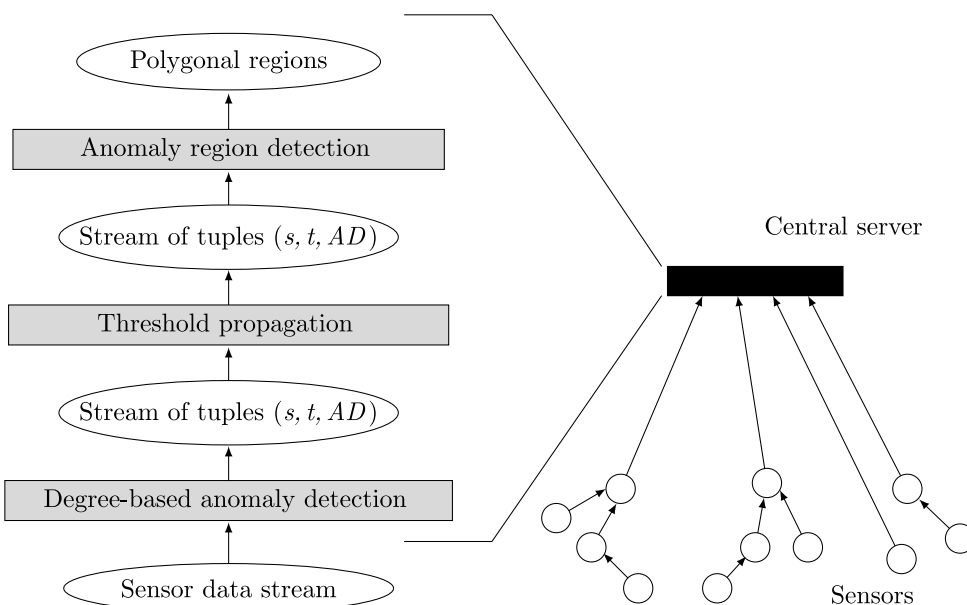 Polygonal regions
Anomaly region detection
Stream of tuples (s, t, AD)
Threshold propagation
Stream of tuples (s, t, AD)
Degree-based anomaly detection
Sensor data stream
Central server
Sensors